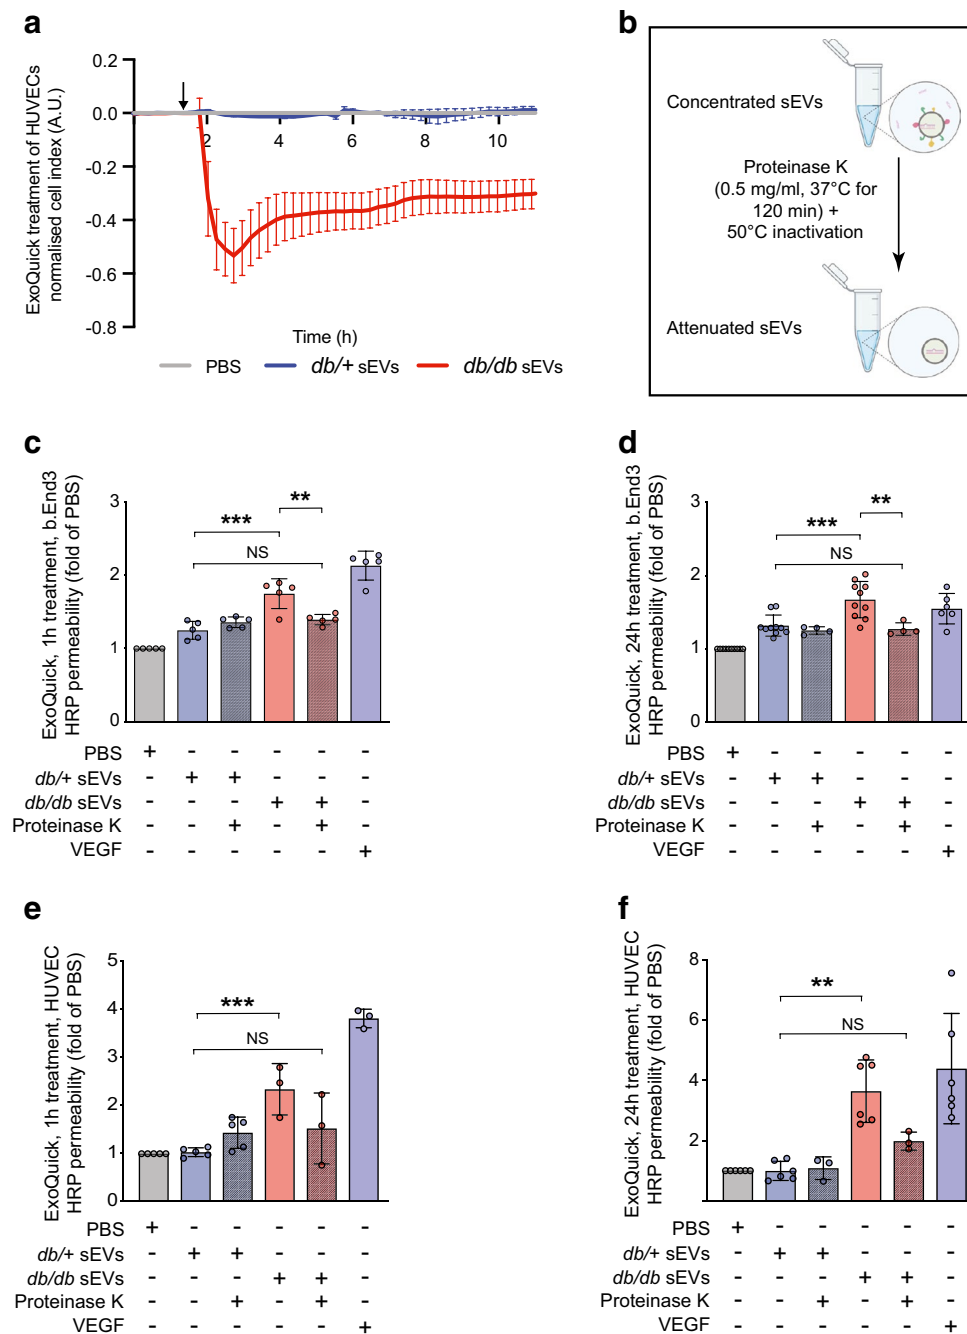 a
ExoQuick treatment of HUVECs
normalised cell index (A.U.)
0.2
0.0
-0.2
-0.4
-0.6
-0.8
2
4
6
8
10
Time (h)
PBS
db/+ sEVs
db/db sEVs
b
Concentrated sEVs
Proteinase K
(0.5 mg/ml, 37°C for
120 min) +
50°C inactivation
Attenuated sEVs
c
ExoQuick, 1h treatment, b.End3
HRP permeability (fold of PBS)
3
2
1
0
***
**
NS
PBS + - - - - -
db/+ sEVs - + + - - -
db/db sEVs - - - + + -
Proteinase K - - + - + -
VEGF - - - - - +
d
ExoQuick, 24h treatment, b.End3
HRP permeability (fold of PBS)
3
2
1
0
***
**
NS
PBS + - - - - -
db/+ sEVs - + + - - -
db/db sEVs - - - + + -
Proteinase K - - + - + -
VEGF - - - - - +
e
ExoQuick, 1h treatment, HUVEC
HRP permeability (fold of PBS)
5
4
3
2
1
0
***
NS
PBS + - - - - -
db/+ sEVs - + + - - -
db/db sEVs - - - + + -
Proteinase K - - + - + -
VEGF - - - - - +
f
ExoQuick, 24h treatment, HUVEC
HRP permeability (fold of PBS)
8
6
4
2
0
**
NS
PBS + - - - - -
db/+ sEVs - + + - - -
db/db sEVs - - - + + -
Proteinase K - - + - + -
VEGF - - - - - +